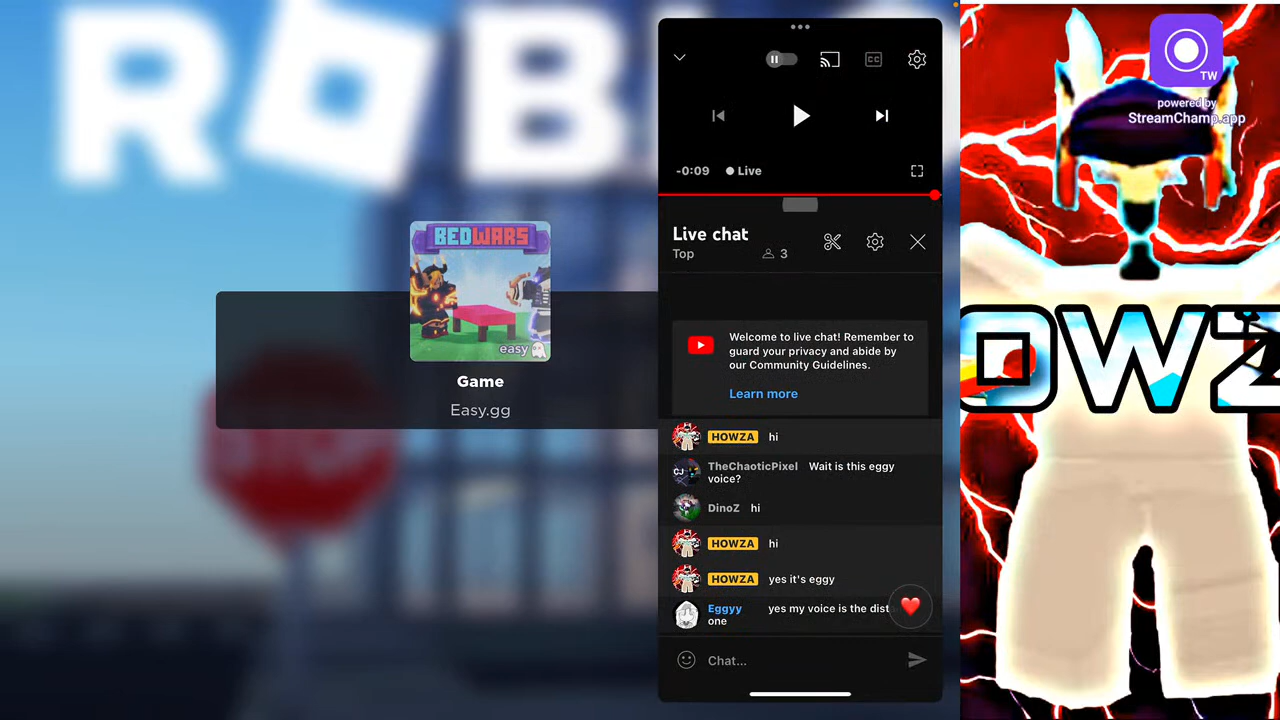 ROBL
BEDWARS
easy
Game
Easy.gg
CC
-0:09
Live
Live chat
Top
3
Welcome to live chat! Remember to
guard your privacy and abide by
our Community Guidelines.
Learn more
HOWZA hi
TheChaoticPixel Wait is this eggy
voice?
DinoZ hi
HOWZA hi
HOWZA yes it's eggy
Eggyy yes my voice is the dist
one
Chat...
TW
powered by
StreamChamp.app
OWZ